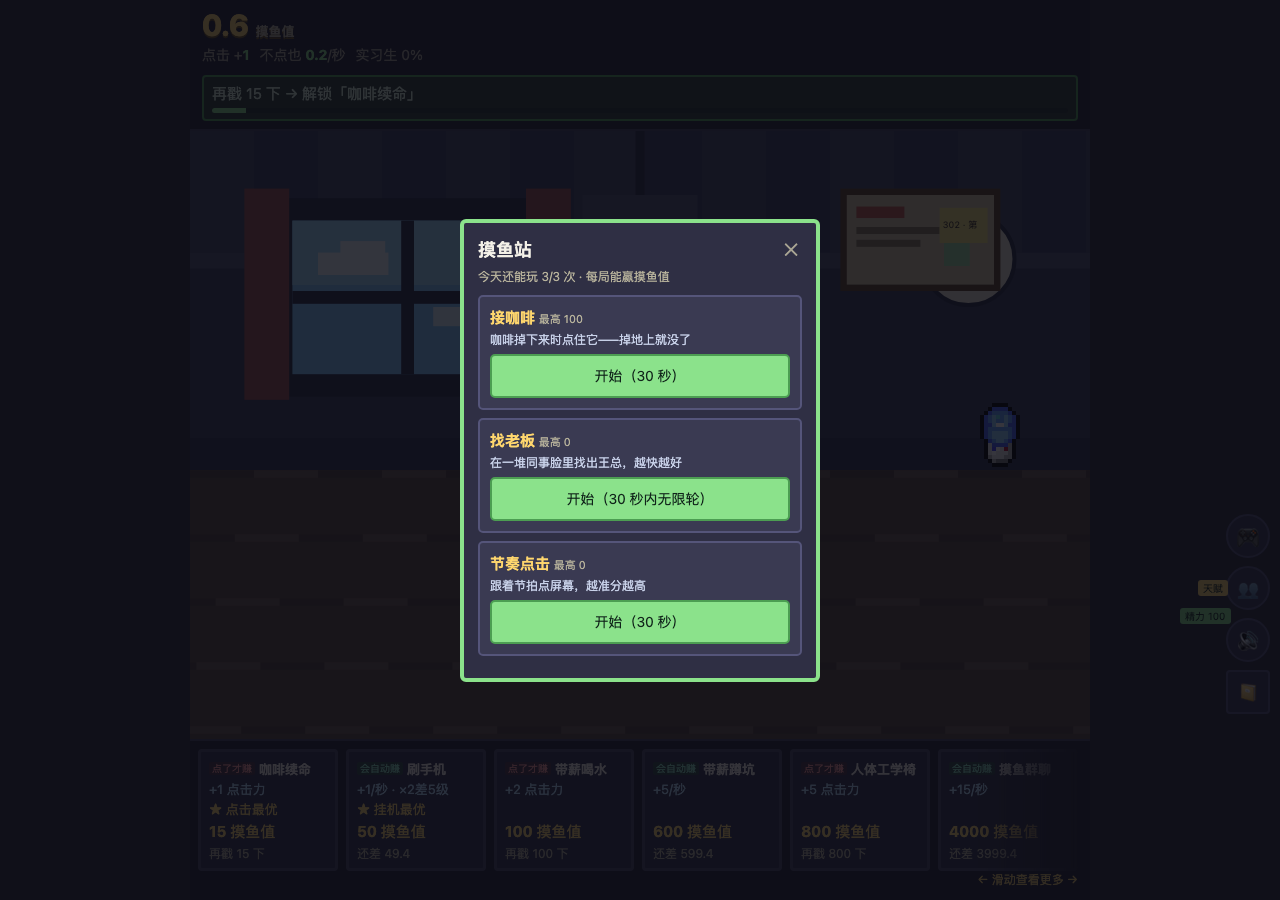 0.6 摸鱼值
点击 +1 不点也 0.2/秒 实习生 0%
再戳 15 下 → 解锁「咖啡续命」
302 · 第
摸鱼站
今天还能玩 3/3 次 · 每局能赢摸鱼值
接咖啡 最高 100
咖啡掉下来时点住它——掉地上就没了
开始（30 秒）
找老板 最高 0
在一堆同事脸里找出王总，越快越好
开始（30 秒内无限轮）
节奏点击 最高 0
跟着节拍点屏幕，越准分越高
开始（30 秒）
天赋
精力 100
点了才赚 咖啡续命
+1 点击力
★ 点击最优
15 摸鱼值
再戳 15 下
会自动赚 刷手机
+1/秒 · ×2差5级
★ 挂机最优
50 摸鱼值
还差 49.4
点了才赚 带薪喝水
+2 点击力
100 摸鱼值
再戳 100 下
会自动赚 带薪蹲坑
+5/秒
600 摸鱼值
还差 599.4
点了才赚 人体工学椅
+5 点击力
800 摸鱼值
再戳 800 下
会自动赚 摸鱼群聊
+15/秒
4000 摸鱼值
还差 3999.4
← 滑动查看更多 →